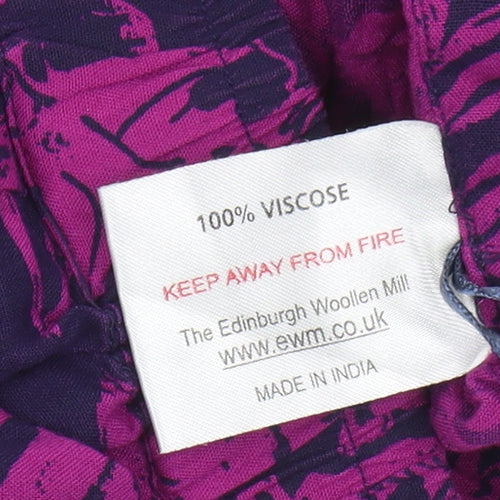 100% VISCOSE
KEEP AWAY FROM FIRE
The Edinburgh Woollen Mill
www.ewm.co.uk
MADE IN INDIA